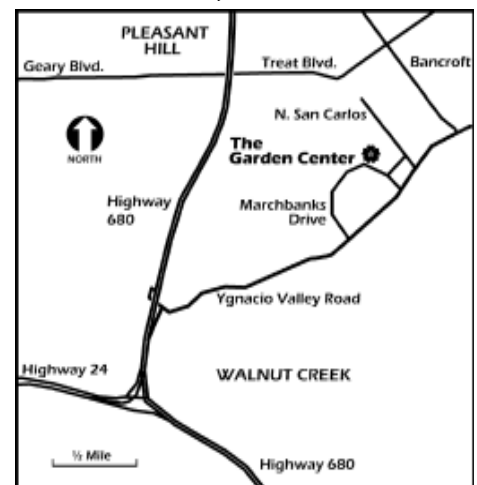 PLEASANT
HILL
Geary Blvd.
Treat Blvd.
Bancroft
N. San Carlos
NORTH
The
Garden Center
Highway
680
Marchbanks
Drive
Ygnacio Valley Road
Highway 24
WALNUT CREEK
½ Mile
Highway 680